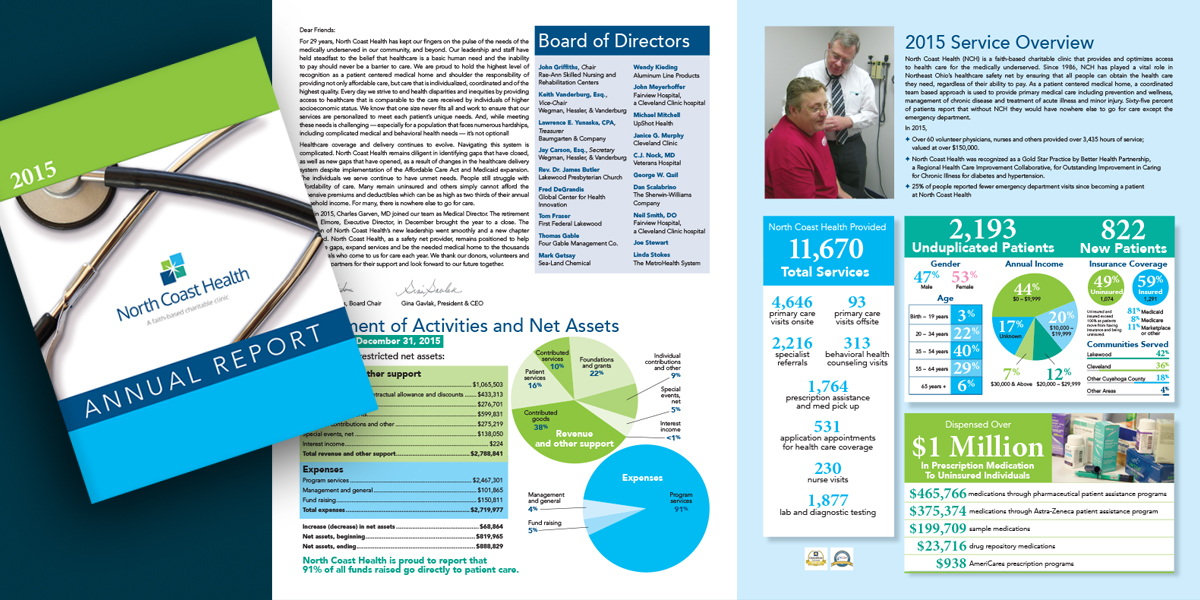 2015
North Coast Health
A faith-based charitable clinic
ANNUAL REPORT
Dear Friends:
For 29 years, North Coast Health has kept our fingers on the pulse of the needs of the
medically underserved in our community, and beyond. Our leadership and staff have
held steadfast to the belief that healthcare is a basic human need and the inability
to pay should never be a barrier to care. We are proud to hold the highest level of
recognition as a patient centered medical home and shoulder the responsibility of
providing not only affordable care, but care that is individualized, coordinated and of the
highest quality. Every day we strive to end health disparities and inequities by providing
access to healthcare that is comparable to the care received by individuals of higher
socioeconomic status. We know that one size never fits all and work to ensure that our
services are personalized to meet each patient's unique needs. And, while meeting
these needs is challenging — especially for a population that faces numerous hardships,
including complicated medical and behavioral health needs — it's not optional!
Healthcare coverage and delivery continues to evolve. Navigating this system is
complicated. North Coast Health remains diligent in identifying gaps that have closed,
as well as new gaps that have opened, as a result of changes in the healthcare delivery
system despite implementation of the Affordable Care Act and Medicaid expansion.
The individuals we serve continue to have unmet needs. People still struggle with
affordability of care. Many remain uninsured and others simply cannot afford the
expensive premiums and deductibles which can be as high as two thirds of their annual
household income. For many, there is nowhere else to go for care.
in 2015, Charles Garven, MD joined our team as Medical Director. The retirement
Elmore, Executive Director, in December brought the year to a close. The
of North Coast Health's new leadership went smoothly and a new chapter
North Coast Health, as a safety net provider, remains positioned to help
gaps, expand services and be the needed medical home to the thousands
who come to us for care each year. We thank our donors, volunteers and
partners for their support and look forward to our future together.
, Board Chair
Gina Gavlak, President & CEO
Board of Directors
John Griffiths, Chair
Rae-Ann Skilled Nursing and
Rehabilitation Centers
Keith Vanderburg, Esq.,
Vice-Chair
Wegman, Hessler, & Vanderburg
Lawrence E. Yunaska, CPA,
Treasurer
Baumgarten & Company
Jay Carson, Esq., Secretary
Wegman, Hessler, & Vanderburg
Rev. Dr. James Butler
Lakewood Presbyterian Church
Fred DeGrandis
Global Center for Health
Innovation
Tom Fraser
First Federal Lakewood
Thomas Gable
Four Gable Management Co.
Mark Getsay
Sea-Land Chemical
Wendy Kieding
Aluminum Line Products
John Meyerhoffer
Fairview Hospital,
a Cleveland Clinic hospital
Michael Mitchell
UpShot Health
Janice G. Murphy
Cleveland Clinic
C.J. Nock, MD
Veterans Hospital
George W. Quil
Dan Scalabrino
The Sherwin-Williams
Company
Neil Smith, DO
Fairview Hospital,
a Cleveland Clinic hospital
Joe Stewart
Linda Stokes
The MetroHealth System
ment of Activities and Net Assets
December 31, 2015
restricted net assets:
ther support
$1,065,503
ntractual allowance and discounts $433,313
$276,701
$599,831
contributions and other $275,219
Special events, net $138,050
Interest income $224
Total revenue and other support $2,788,841
Expenses
Program services $2,467,301
Management and general $101,865
Fund raising $150,811
Total expenses $2,719,977
Increase (decrease) in net assets $68,864
Net assets, beginning $819,965
Net assets, ending $888,829
North Coast Health is proud to report that
91% of all funds raised go directly to patient care.
Contributed
services
10%
Foundations
and grants
22%
Individual
contributions
and other
9%
Special
events,
net
5%
Interest
income
<1%
Patient
services
16%
Contributed
goods
38%
Revenue
and other support
Expenses
Management
and general
4%
Fund raising
5%
Program
services
91%
2015 Service Overview
North Coast Health (NCH) is a faith-based charitable clinic that provides and optimizes access
to health care for the medically underserved. Since 1986, NCH has played a vital role in
Northeast Ohio's healthcare safety net by ensuring that all people can obtain the health care
they need, regardless of their ability to pay. As a patient centered medical home, a coordinated
team based approach is used to provide primary medical care including prevention and wellness,
management of chronic disease and treatment of acute illness and minor injury. Sixty-five percent
of patients report that without NCH they would have nowhere else to go for care except the
emergency department.
In 2015,
Over 60 volunteer physicians, nurses and others provided over 3,435 hours of service;
valued at over $150,000.
North Coast Health was recognized as a Gold Star Practice by Better Health Partnership,
a Regional Health Care Improvement Collaborative, for Outstanding Improvement in Caring
for Chronic Illness for diabetes and hypertension.
25% of people reported fewer emergency department visits since becoming a patient
at North Coast Health
North Coast Health Provided
11,670
Total Services
4,646
primary care
visits onsite
93
primary care
visits offsite
2,216
specialist
referrals
313
behavioral health
counseling visits
1,764
prescription assistance
and med pick up
531
application appointments
for health care coverage
230
nurse visits
1,877
lab and diagnostic testing
2,193
Unduplicated Patients
822
New Patients
Gender
47%
Male
53%
Female
Age
Birth – 19 years 3%
20 – 34 years 22%
35 – 54 years 40%
55 – 64 years 29%
65 years + 6%
Annual Income
44%
$0 – $9,999
20%
$10,000 –
$19,999
17%
Unknown
7%
$30,000 & Above
12%
$20,000 – $29,999
Insurance Coverage
49%
Uninsured
1,074
59%
Insured
1,291
Uninsured and
insured exceed
100% as patients
move from having
insurance and being
uninsured.
81% Medicaid
8% Medicare
11% Marketplace
or other
Communities Served
Lakewood 42%
Cleveland 36%
Other Cuyahoga County 18%
Other Areas 4%
Dispensed Over
$1 Million
In Prescription Medication
To Uninsured Individuals
$465,766 medications through pharmaceutical patient assistance programs
$375,374 medications through Astra-Zeneca patient assistance program
$199,709 sample medications
$23,716 drug repository medications
$938 AmeriCares prescription programs